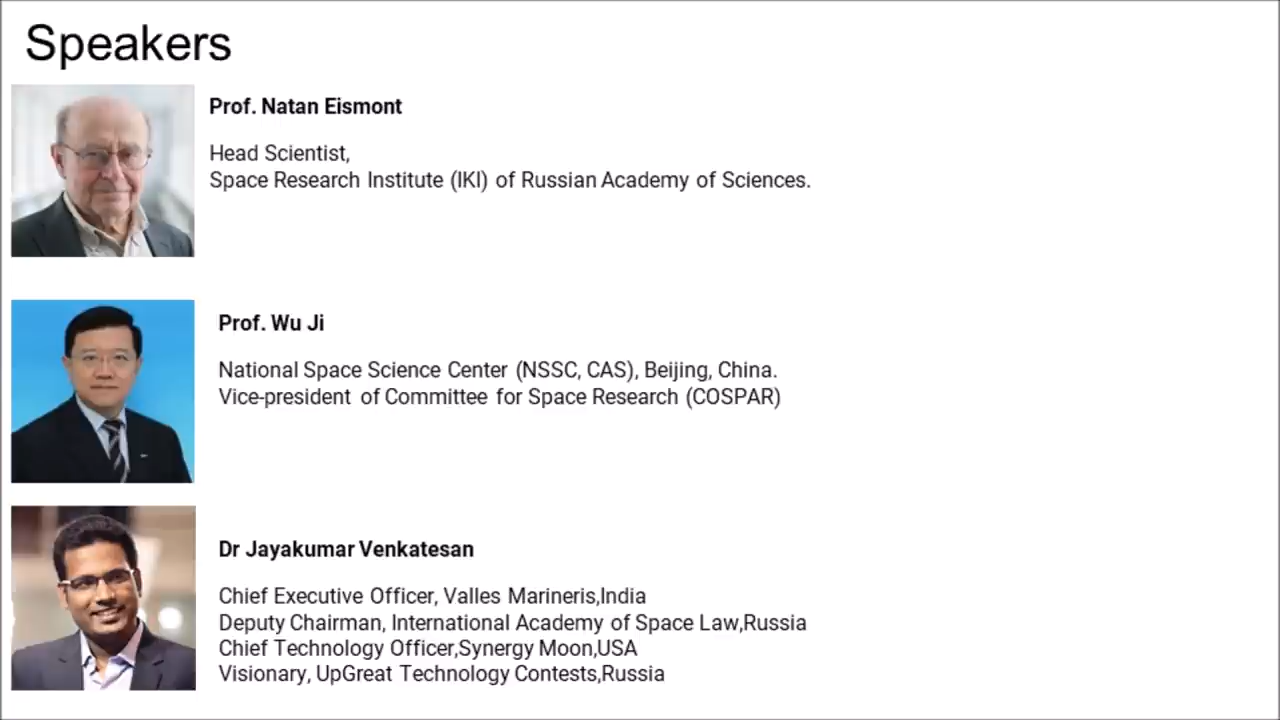 Speakers
Prof. Natan Eismont
Head Scientist,
Space Research Institute (IKI) of Russian Academy of Sciences.
Prof. Wu Ji
National Space Science Center (NSSC, CAS), Beijing, China.
Vice-president of Committee for Space Research (COSPAR)
Dr Jayakumar Venkatesan
Chief Executive Officer, Valles Marineris,India
Deputy Chairman, International Academy of Space Law,Russia
Chief Technology Officer,Synergy Moon,USA
Visionary, UpGreat Technology Contests,Russia